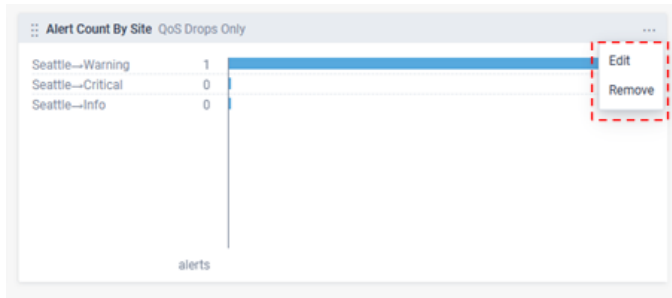 Alert Count By Site QoS Drops Only ...
Seattle→Warning 1
Seattle→Critical 0
Seattle→Info 0
alerts
Edit
Remove